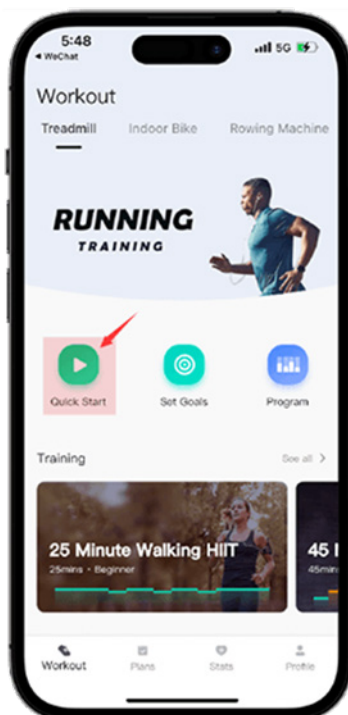 5:48
5G
WeChat
Workout
Treadmill Indoor Bike Rowing Machine
RUNNING
TRAINING
Quick Start Set Goals Program
Training See all
25 Minute Walking HIIT
25mins - Beginner
45
45mins
Workout Plans Stats Profile